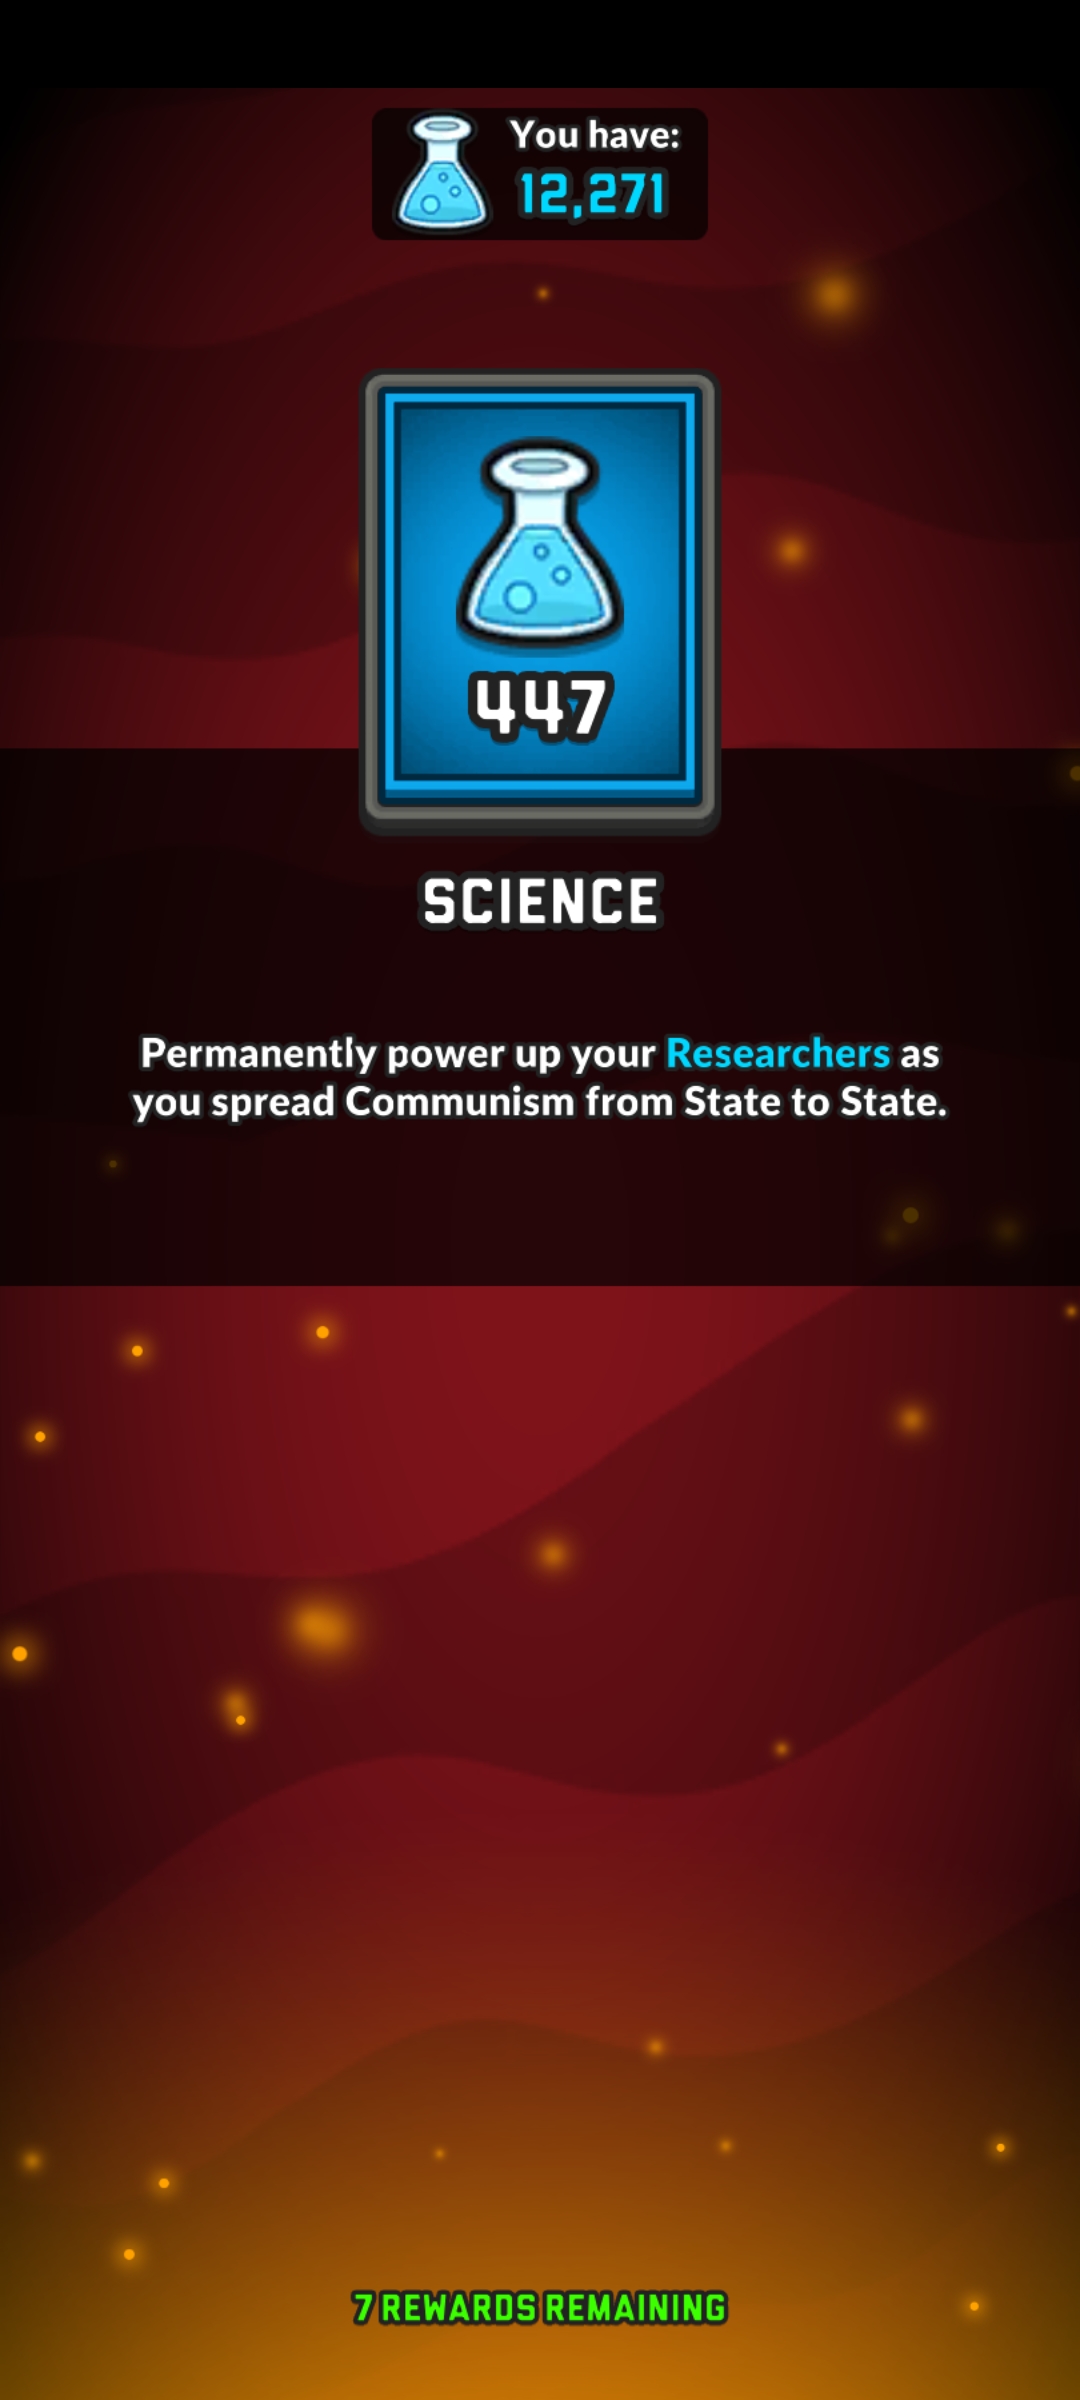 You have:
12,271
447
SCIENCE
Permanently power up your Researchers as
you spread Communism from State to State.
7 REWARDS REMAINING